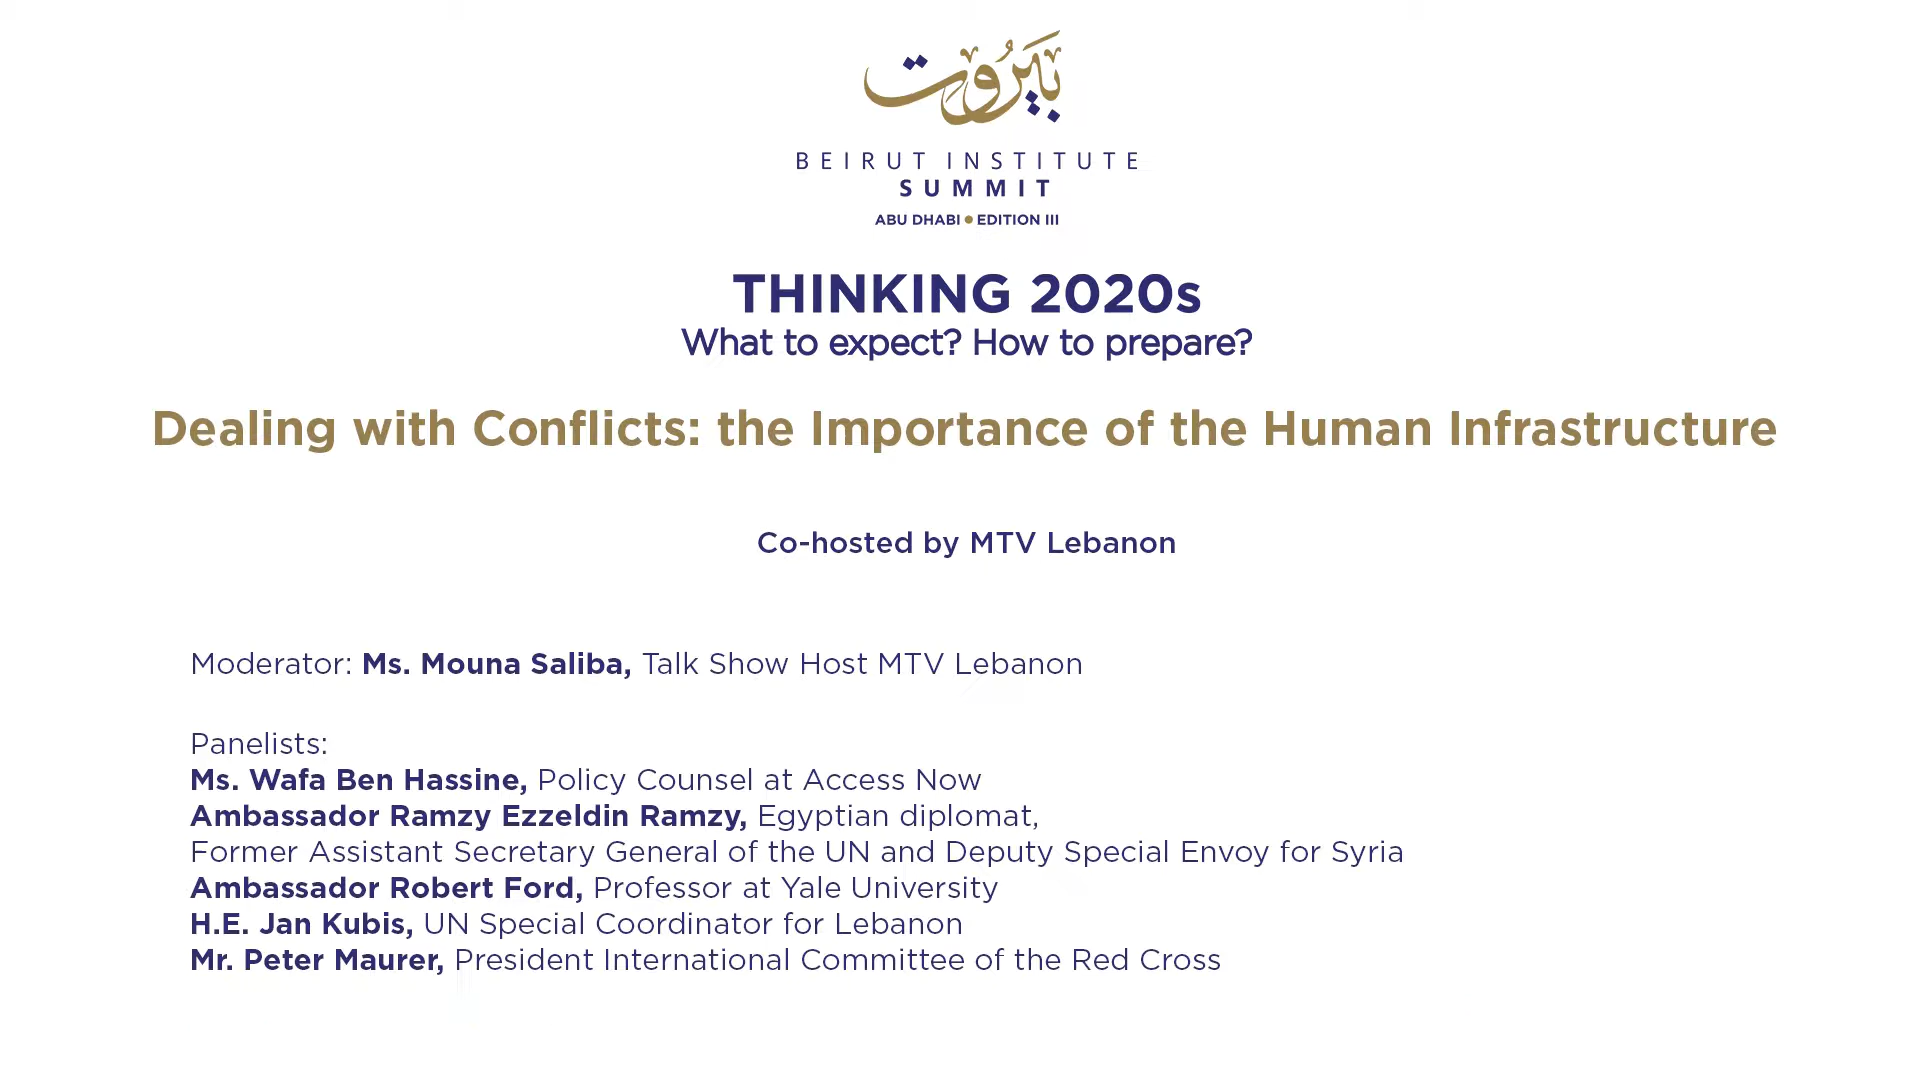 بَيَرُوِت
BEIRUT INSTITUTE
SUMMIT
ABU DHABI • EDITION III
THINKING 2020s
What to expect? How to prepare?
Dealing with Conflicts: the Importance of the Human Infrastructure
Co-hosted by MTV Lebanon
Moderator: Ms. Mouna Saliba, Talk Show Host MTV Lebanon
Panelists:
Ms. Wafa Ben Hassine, Policy Counsel at Access Now
Ambassador Ramzy Ezzeldin Ramzy, Egyptian diplomat,
Former Assistant Secretary General of the UN and Deputy Special Envoy for Syria
Ambassador Robert Ford, Professor at Yale University
H.E. Jan Kubis, UN Special Coordinator for Lebanon
Mr. Peter Maurer, President International Committee of the Red Cross